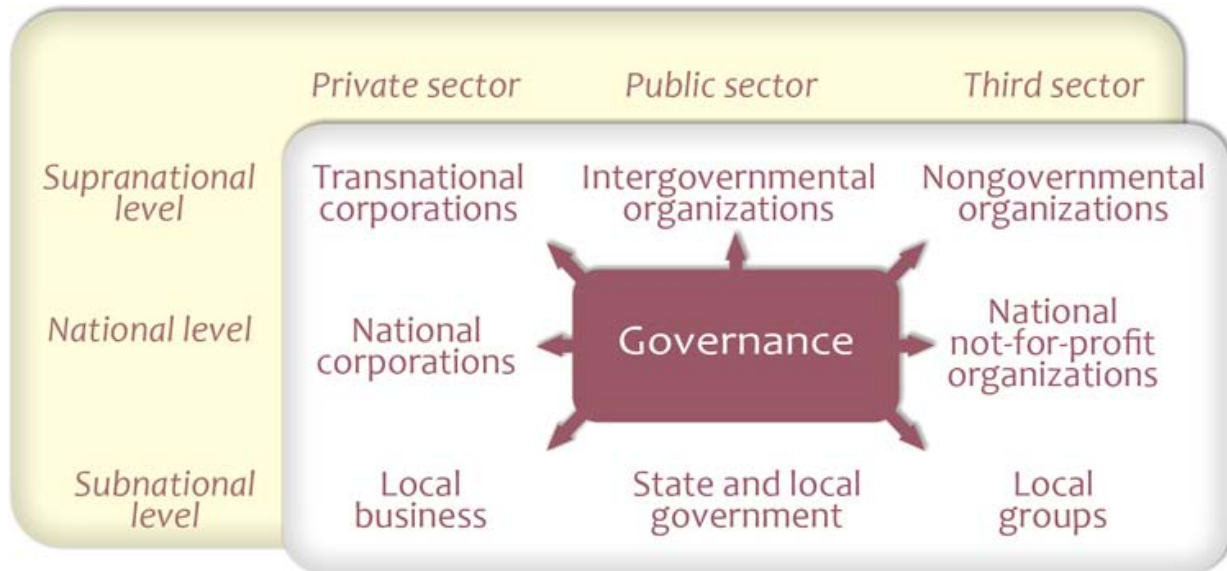 Private sector Public sector Third sector
Supranational level
Transnational corporations
Intergovernmental organizations
Nongovernmental organizations
National level
National corporations
Governance
National not-for-profit organizations
Subnational level
Local business
State and local government
Local groups